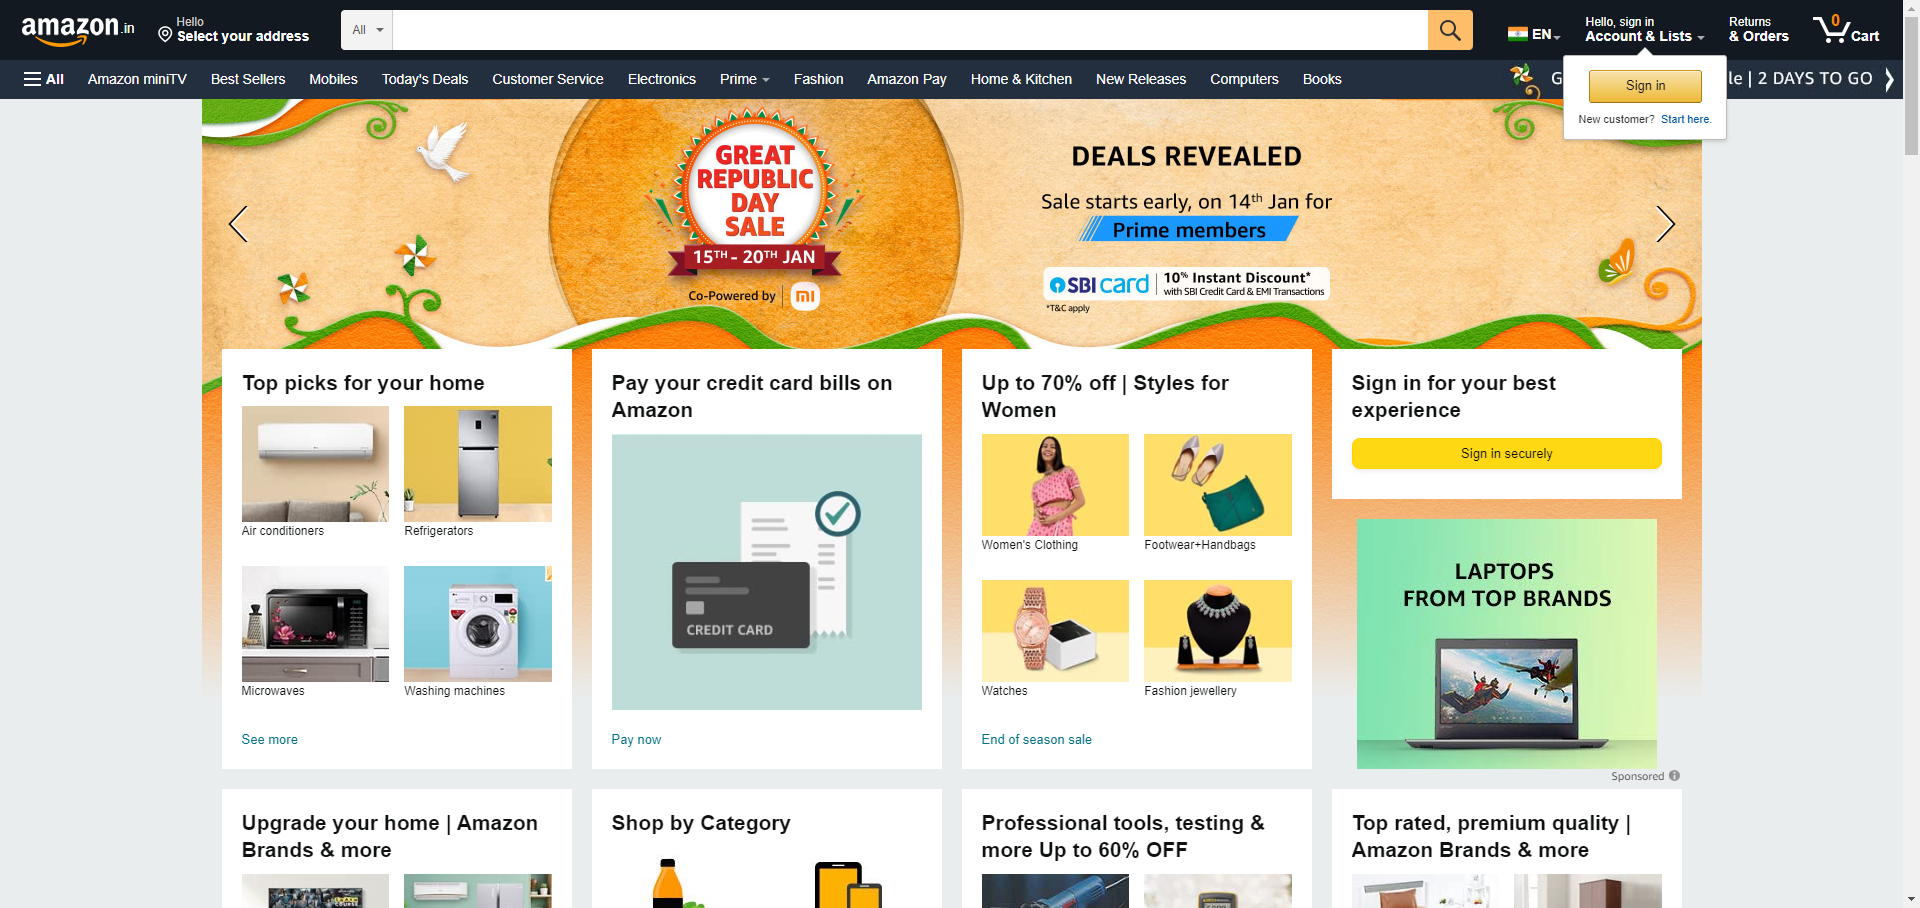 amazon.in
Hello
Select your address
All
EN
Hello, sign in
Account & Lists
Returns
& Orders
0
Cart
All
Amazon miniTV
Best Sellers
Mobiles
Today's Deals
Customer Service
Electronics
Prime
Fashion
Amazon Pay
Home & Kitchen
New Releases
Computers
Books
G
le | 2 DAYS TO GO
Sign in
New customer? Start here.
GREAT
REPUBLIC
DAY
SALE
15TH - 20TH JAN
Co-Powered by
mi
DEALS REVEALED
Sale starts early, on 14th Jan for
Prime members
SBI card
10% Instant Discount*
with SBI Credit Card & EMI Transactions
*T&C apply
Top picks for your home
Air conditioners
Refrigerators
Microwaves
Washing machines
See more
Pay your credit card bills on
Amazon
CREDIT CARD
Pay now
Up to 70% off | Styles for
Women
Women's Clothing
Footwear+Handbags
Watches
Fashion jewellery
End of season sale
Sign in for your best
experience
Sign in securely
LAPTOPS
FROM TOP BRANDS
Sponsored
Upgrade your home | Amazon
Brands & more
Shop by Category
Professional tools, testing &
more Up to 60% OFF
Top rated, premium quality |
Amazon Brands & more